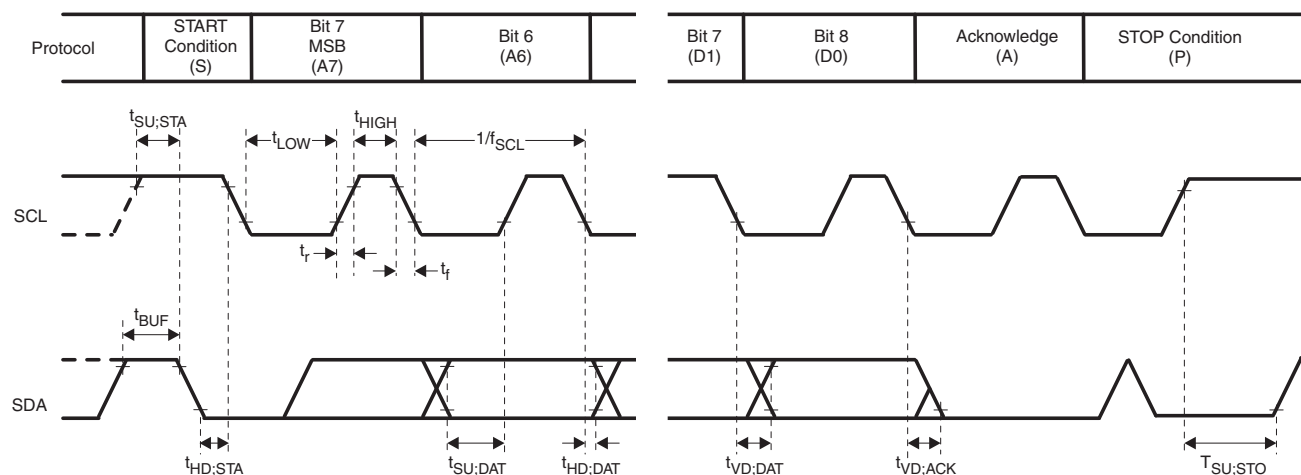 Protocol
START
Condition
(S)
Bit 7
MSB
(A7)
Bit 6
(A6)
Bit 7
(D1)
Bit 8
(D0)
Acknowledge
(A)
STOP Condition
(P)
tSU;STA
tLOW
tHIGH
1/fSCL
SCL
tr
tf
tBUF
SDA
tHD;STA
tSU;DAT
tHD;DAT
tVD;DAT
tVD;ACK
TSU;STO